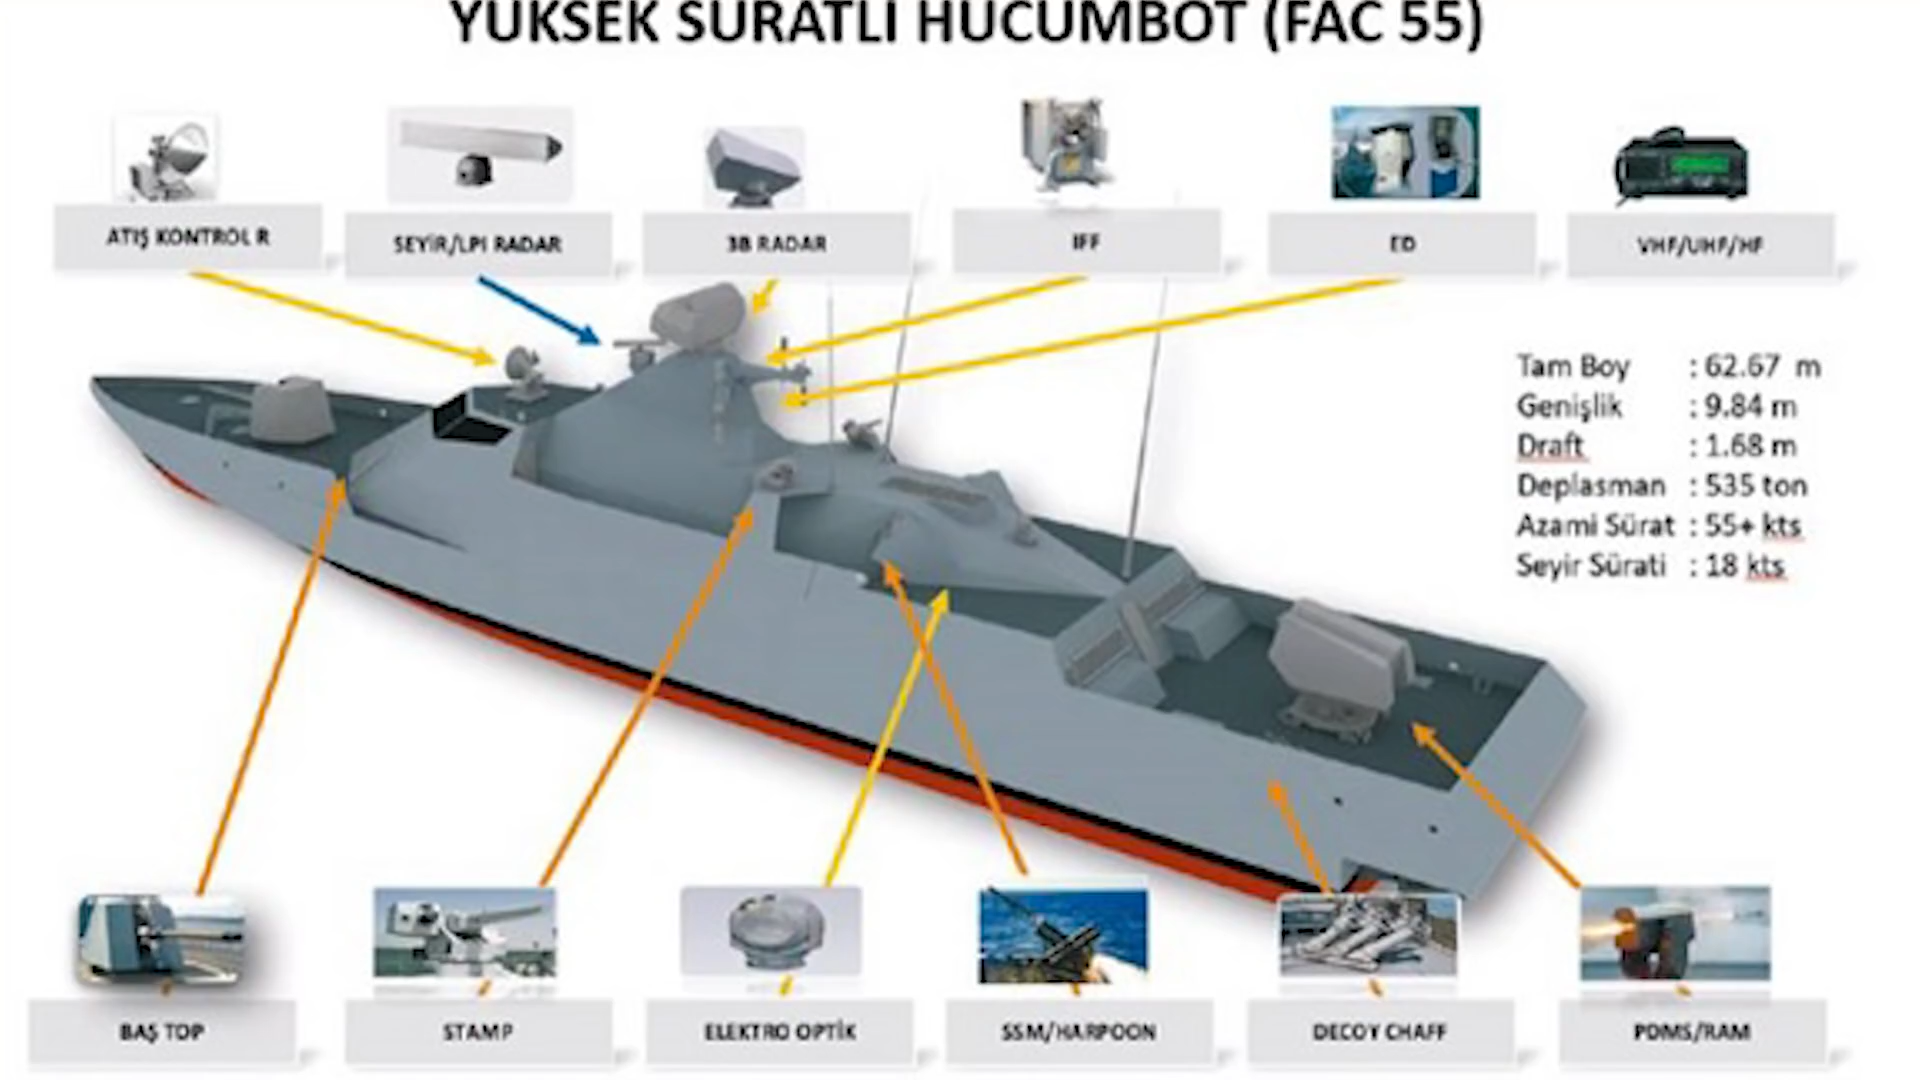 YÜKSEK SÜRATLİ HÜCUMBOT (FAC 55)
ATIŞ KONTROL R
SEYİR/LPI RADAR
3B RADAR
IFF
ED
VHF/UHF/HF
Tam Boy : 62.67 m
Genişlik : 9.84 m
Draft : 1.68 m
Deplasman : 535 ton
Azami Sürat : 55+ kts
Seyir Sürati : 18 kts
BAŞ TOP
STAMP
ELEKTRO OPTİK
SSM/HARPOON
DECOY CHAFF
PDMS/RAM